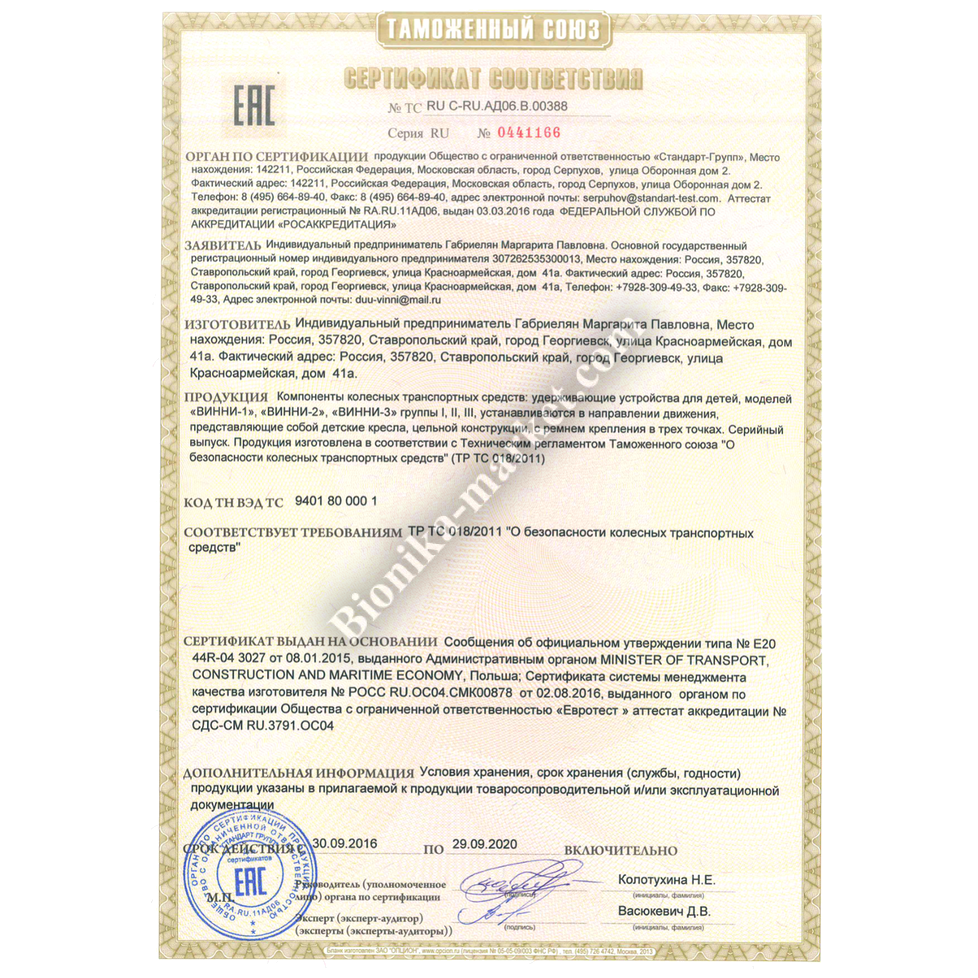 ТАМОЖЕННЫЙ СОЮЗ
СЕРТИФИКАТ СООТВЕТСТВИЯ
EAC
№ ТС RU C-RU.АД06.В.00388
Серия RU № 0441166
ОРГАН ПО СЕРТИФИКАЦИИ продукции Общество с ограниченной ответственностью «Стандарт-Групп», Место
нахождения: 142211, Российская Федерация, Московская область, город Серпухов, улица Оборонная дом 2.
Фактический адрес: 142211, Российская Федерация, Московская область, город Серпухов, улица Оборонная дом 2.
Телефон: 8 (495) 664-89-40, Факс: 8 (495) 664-89-40, адрес электронной почты: serpuhov@standart-test.com. Аттестат
аккредитации регистрационный № RA.RU.11АД06, выдан 03.03.2016 года ФЕДЕРАЛЬНОЙ СЛУЖБОЙ ПО
АККРЕДИТАЦИИ «РОСАККРЕДИТАЦИЯ»
ЗАЯВИТЕЛЬ Индивидуальный предприниматель Габриелян Маргарита Павловна. Основной государственный
регистрационный номер индивидуального предпринимателя 307262535300013, Место нахождения: Россия, 357820,
Ставропольский край, город Георгиевск, улица Красноармейская, дом 41а. Фактический адрес: Россия, 357820,
Ставропольский край, город Георгиевск, улица Красноармейская, дом 41а, Телефон: +7928-309-49-33, Факс: +7928-309-
49-33, Адрес электронной почты: duu-vinni@mail.ru
ИЗГОТОВИТЕЛЬ Индивидуальный предприниматель Габриелян Маргарита Павловна, Место
нахождения: Россия, 357820, Ставропольский край, город Георгиевск, улица Красноармейская, дом
41а. Фактический адрес: Россия, 357820, Ставропольский край, город Георгиевск, улица
Красноармейская, дом 41а.
ПРОДУКЦИЯ Компоненты колесных транспортных средств: удерживающие устройства для детей, моделей
«ВИННИ-1», «ВИННИ-2», «ВИННИ-3» группы I, II, III, устанавливаются в направлении движения,
представляющие собой детские кресла, цельной конструкции, с ремнем крепления в трех точках. Серийный
выпуск. Продукция изготовлена в соответствии с Техническим регламентом Таможенного союза "О
безопасности колесных транспортных средств" (ТР ТС 018/2011)
КОД ТН ВЭД ТС 9401 80 000 1
СООТВЕТСТВУЕТ ТРЕБОВАНИЯМ ТР ТС 018/2011 "О безопасности колесных транспортных
средств"
Bionika-market.com
СЕРТИФИКАТ ВЫДАН НА ОСНОВАНИИ Сообщения об официальном утверждении типа № E20
44R-04 3027 от 08.01.2015, выданного Административным органом MINISTER OF TRANSPORT,
CONSTRUCTION AND MARITIME ECONOMY, Польша; Сертификата системы менеджмента
качества изготовителя № РОСС RU.ОС04.СМК00878 от 02.08.2016, выданного органом по
сертификации Общества с ограниченной ответственностью «Евротест » аттестат аккредитации №
СДС-СМ RU.3791.ОС04
ДОПОЛНИТЕЛЬНАЯ ИНФОРМАЦИЯ Условия хранения, срок хранения (службы, годности)
продукции указаны в прилагаемой к продукции товаросопроводительной и/или эксплуатационной
документации
СРОК ДЕЙСТВИЯ С 30.09.2016 ПО 29.09.2020 ВКЛЮЧИТЕЛЬНО
М.П.
Руководитель (уполномоченное
лицо) органа по сертификации
(подпись)
Колотухина Н.Е.
(инициалы, фамилия)
Эксперт (эксперт-аудитор)
(эксперты (эксперты-аудиторы))
(подпись)
Васюкевич Д.В.
(инициалы, фамилия)
ОРГАН ПО СЕРТИФИКАЦИИ ПРОДУКЦИИ
ОБЩЕСТВО С ОГРАНИЧЕННОЙ ОТВЕТСТВЕННОСТЬЮ
СТАНДАРТ-ГРУПП
Для
сертификатов
EAC
RA.RU.11АД06
Бланк изготовлен ЗАО "ОПЦИОН", www.opcion.ru (лицензия № 05-05-09/003 ФНС РФ), тел. (495) 726 4742, Москва, 2013